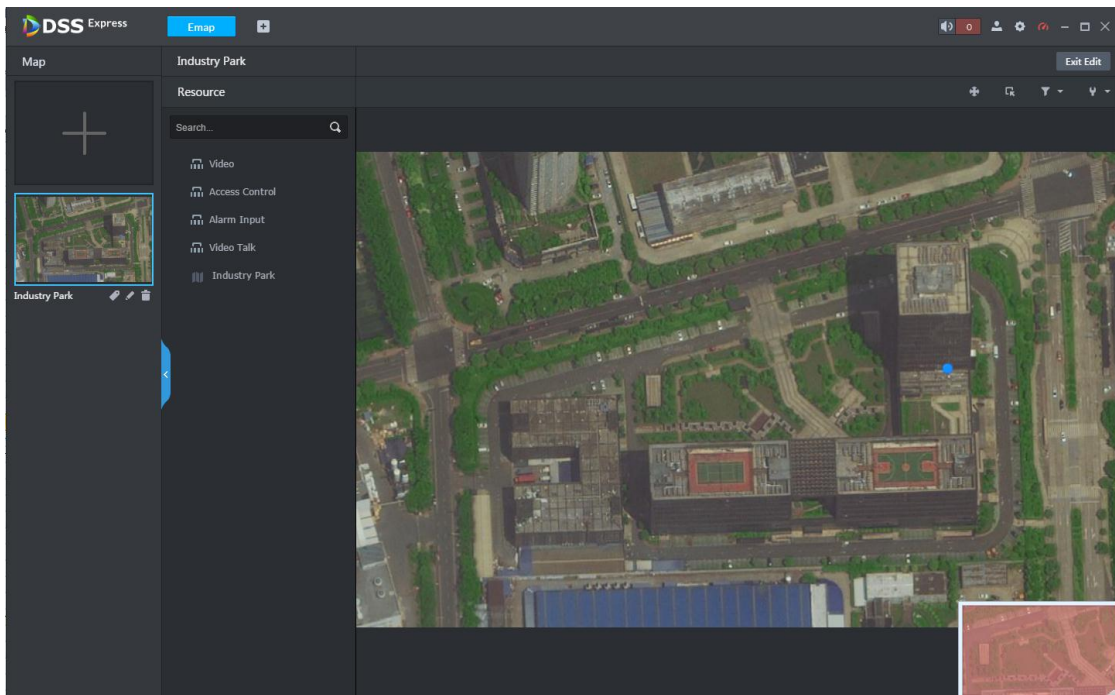 DSS Express
Emap
0
Map
Industry Park
Exit Edit
Resource
Search...
Video
Access Control
Alarm Input
Video Talk
Industry Park
Industry Park